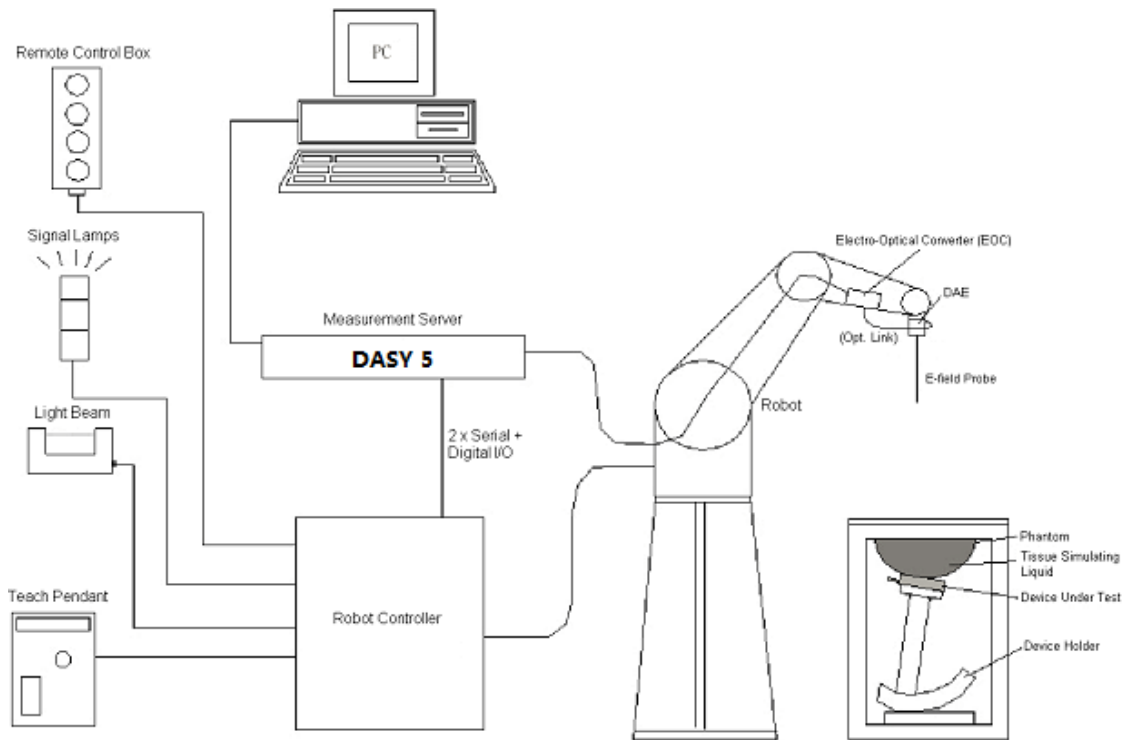 Remote Control Box
PC
Signal Lamps
Electro-Optical Converter (EOC)
DAE
(Opt. Link)
E-field Probe
Measurement Server
DASY 5
Robot
Light Beam
2 x Serial +
Digital I/O
Phantom
Tissue Simulating
Liquid
Device Under Test
Teach Pendant
Robot Controller
Device Holder